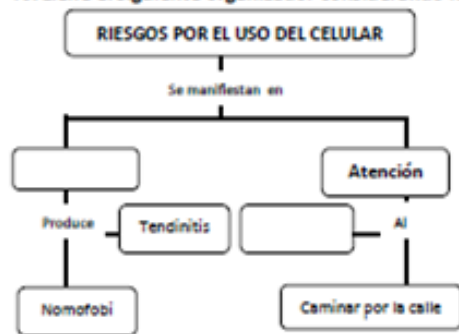 RIESGOS POR EL USO DEL CELULAR
Se manifiestan en
Atención
Produce
Tendinitis
Al
Nomofobi
Caminar por la calle